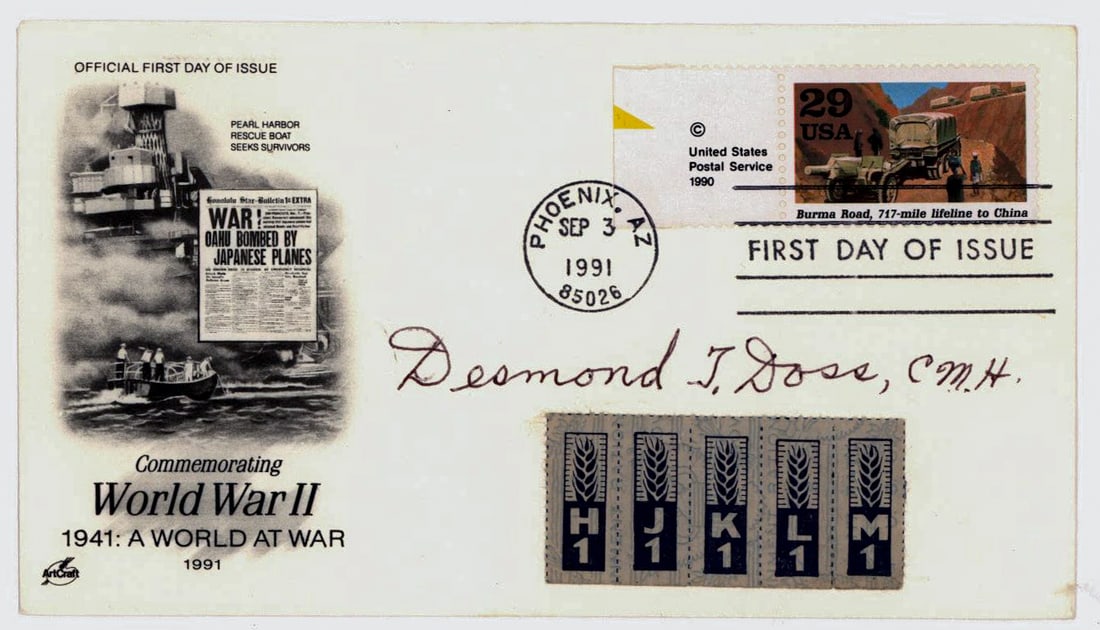 OFFICIAL FIRST DAY OF ISSUE
PEARL HARBOR
RESCUE BOAT
SEEKS SURVIVORS
Honolulu Star-Bulletin 1st EXTRA
WAR!
OAHU BOMBED BY
JAPANESE PLANES
Commemorating
World War II
1941: A WORLD AT WAR
1991
ArtCraft
©
United States
Postal Service
1990
29
USA
Burma Road, 717-mile lifeline to China
PHOENIX, AZ
SEP 3
1991
85026
FIRST DAY OF ISSUE
Desmond T. Doss, C.M.H.
H J K L M
1 1 1 1 1